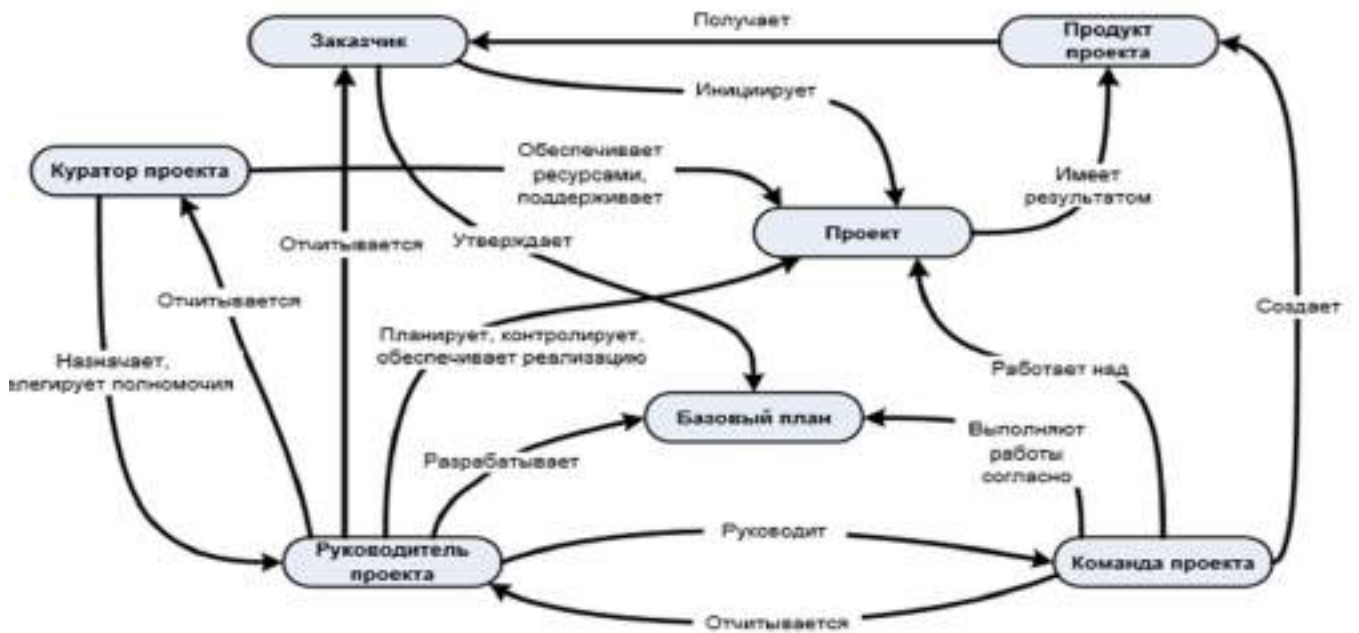 Получает
Заказчик
Продукт
проекта
Инициирует
Куратор проекта
Обеспечивает
ресурсами,
поддерживает
Имеет
результатом
Отчитывается
Утверждает
Проект
Отчитывается
Создает
Планирует, контролирует,
обеспечивает реализацию
Назначает,
елегирует полномочия
Работает над
Базовый план
Выполняют
работы
согласно
Разрабатывает
Руководит
Руководитель
проекта
Команда проекта
Отчитывается